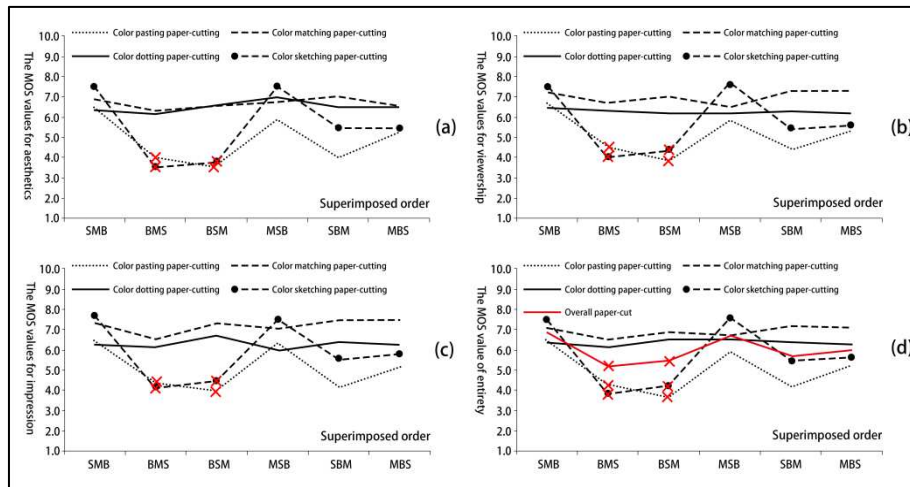 Color pasting paper-cutting Color matching paper-cutting
Color dotting paper-cutting Color sketching paper-cutting
The MOS values for aesthetics
10.0
9.0
8.0
7.0
6.0
5.0
4.0
3.0
2.0
1.0
(a)
Superimposed order
SMB BMS BSM MSB SBM MBS
Color pasting paper-cutting Color matching paper-cutting
Color dotting paper-cutting Color sketching paper-cutting
The MOS values for viewership
10.0
9.0
8.0
7.0
6.0
5.0
4.0
3.0
2.0
1.0
(b)
Superimposed order
SMB BMS BSM MSB SBM MBS
Color pasting paper-cutting Color matching paper-cutting
Color dotting paper-cutting Color sketching paper-cutting
The MOS values for impression
10.0
9.0
8.0
7.0
6.0
5.0
4.0
3.0
2.0
1.0
(c)
Superimposed order
SMB BMS BSM MSB SBM MBS
Color pasting paper-cutting Color matching paper-cutting
Color dotting paper-cutting Color sketching paper-cutting
Overall paper-cut
The MOS value of entirety
10.0
9.0
8.0
7.0
6.0
5.0
4.0
3.0
2.0
1.0
(d)
Superimposed order
SMB BMS BSM MSB SBM MBS